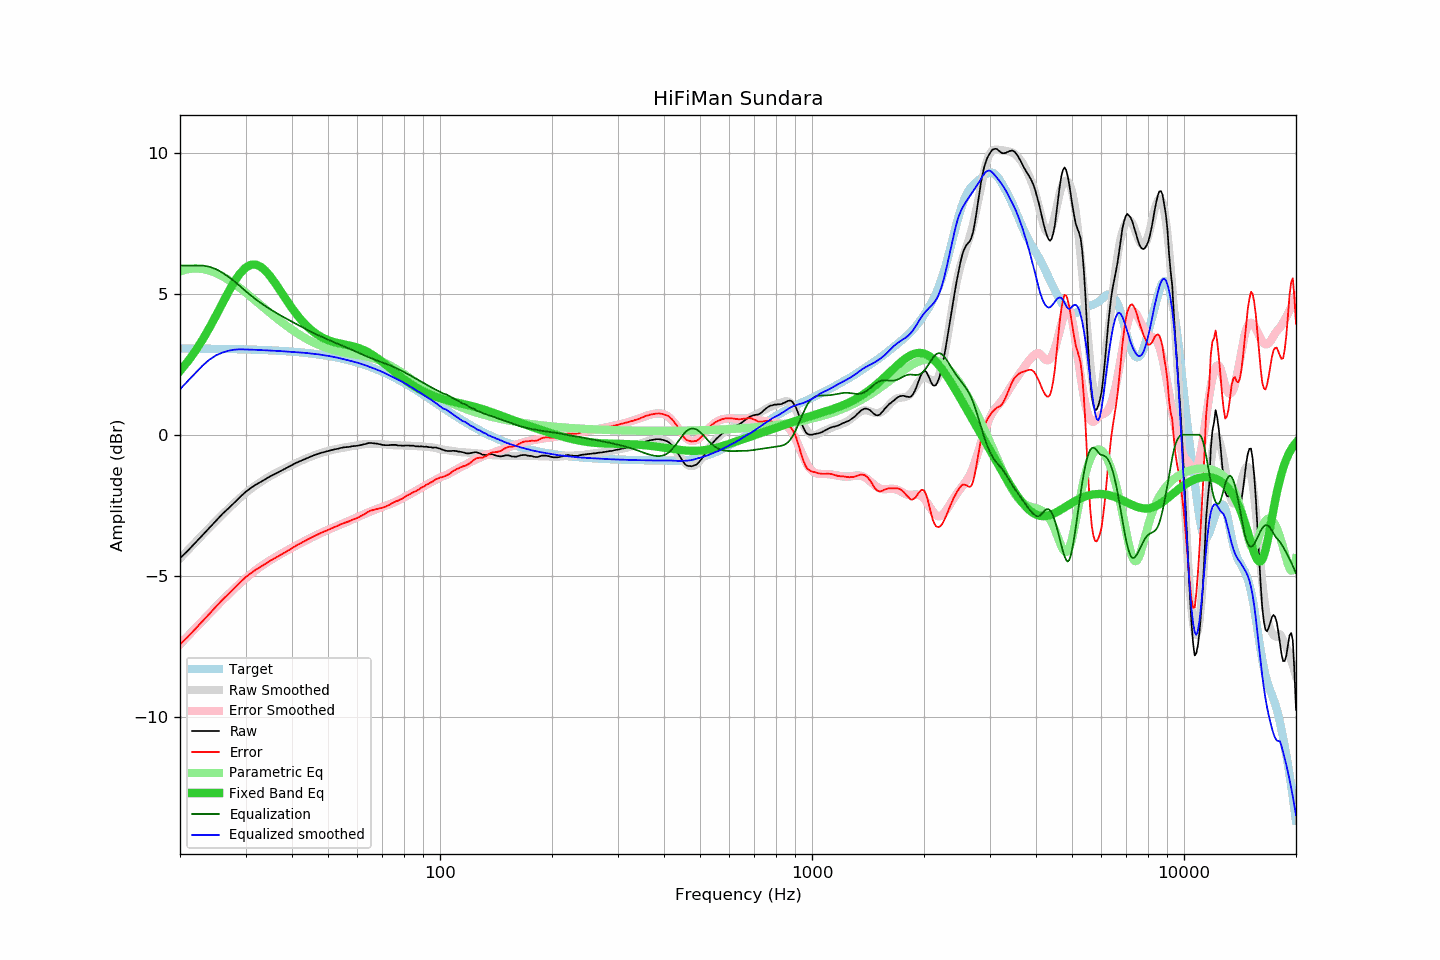 HiFiMan Sundara
Amplitude (dBr)
10
5
0
−5
−10
Target
Raw Smoothed
Error Smoothed
Raw
Error
Parametric Eq
Fixed Band Eq
Equalization
Equalized smoothed
100
1000
10000
Frequency (Hz)